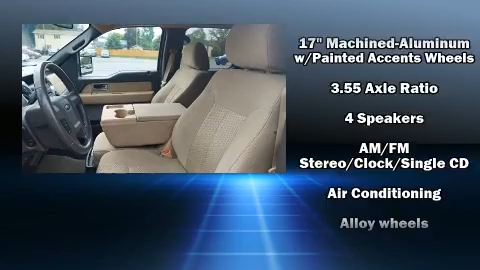 17" Machined-Aluminum
w/Painted Accents Wheels
3.55 Axle Ratio
4 Speakers
AM/FM
Stereo/Clock/Single CD
Air Conditioning
Alloy wheels